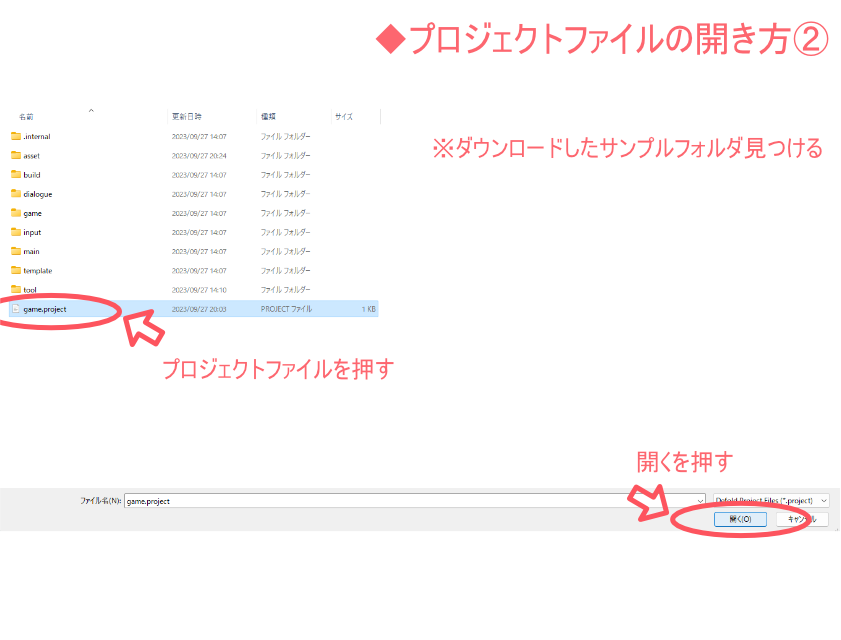 ◆プロジェクトファイルの開き方②
名前 更新日時 種類 サイズ
.internal 2023/09/27 14:07 ファイル フォルダー
※ダウンロードしたサンプルフォルダ見つける
asset 2023/09/27 20:24 ファイル フォルダー
build 2023/09/27 14:07 ファイル フォルダー
dialogue 2023/09/27 14:07 ファイル フォルダー
game 2023/09/27 14:07 ファイル フォルダー
input 2023/09/27 14:07 ファイル フォルダー
main 2023/09/27 14:07 ファイル フォルダー
template 2023/09/27 14:07 ファイル フォルダー
tool 2023/09/27 14:10 ファイル フォルダー
game.project 2023/09/27 20:03 PROJECT ファイル 1 KB
プロジェクトファイルを押す
開くを押す
ファイル名(N): game.project Defold Project Files (*.project)
開く(O) キャンセル